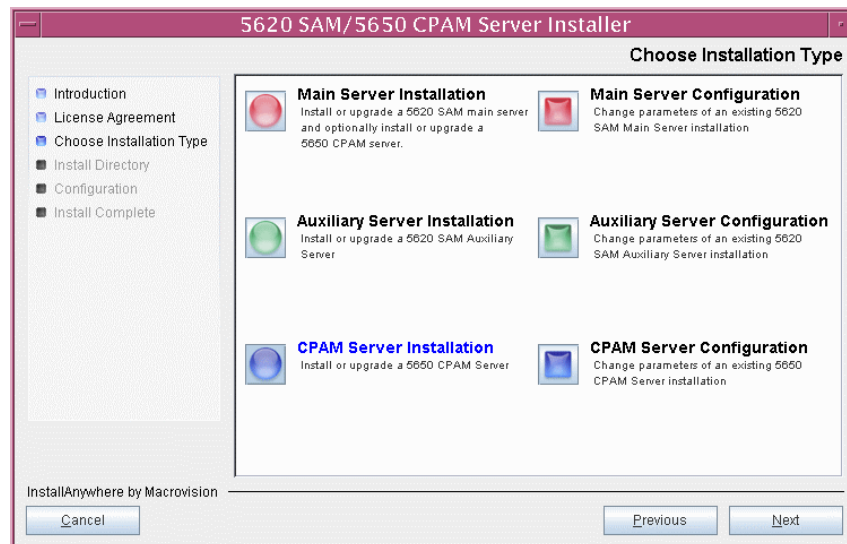 5620 SAM/5650 CPAM Server Installer
Choose Installation Type
Introduction
License Agreement
Choose Installation Type
Install Directory
Configuration
Install Complete
Main Server Installation
Install or upgrade a 5620 SAM main server
and optionally install or upgrade a
5650 CPAM server.
Main Server Configuration
Change parameters of an existing 5620
SAM Main Server installation
Auxiliary Server Installation
Install or upgrade a 5620 SAM Auxiliary
Server
Auxiliary Server Configuration
Change parameters of an existing 5620
SAM Auxiliary Server installation
CPAM Server Installation
Install or upgrade a 5650 CPAM Server
CPAM Server Configuration
Change parameters of an existing 5650
CPAM Server installation
InstallAnywhere by Macrovision
Cancel
Previous
Next